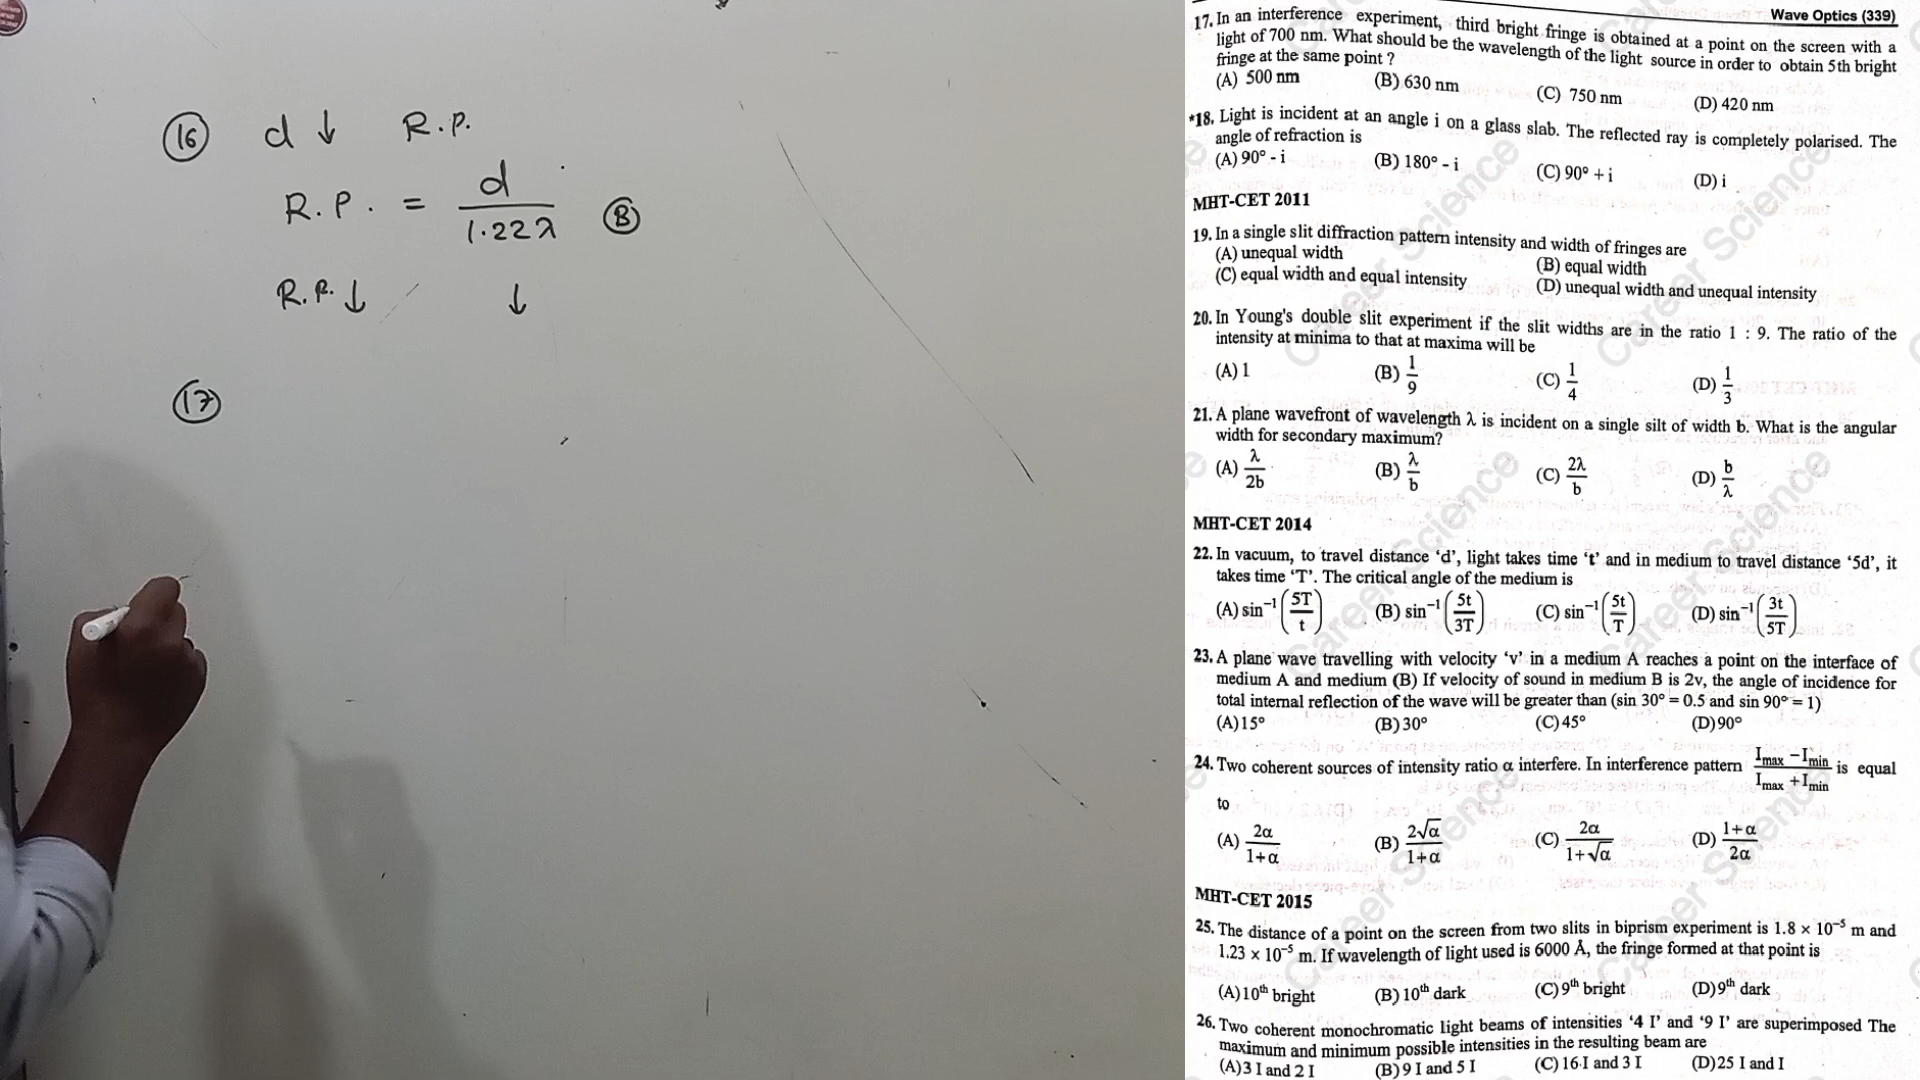 16 d ↓ R.P.
R.P. = d / 1.22λ B
R.P. ↓ ↓
17
Wave Optics (339)
17. In an interference experiment, third bright fringe is obtained at a point on the screen with a
light of 700 nm. What should be the wavelength of the light source in order to obtain 5th bright
fringe at the same point ?
(A) 500 nm (B) 630 nm (C) 750 nm (D) 420 nm
*18. Light is incident at an angle i on a glass slab. The reflected ray is completely polarised. The
angle of refraction is
(A) 90° - i (B) 180° - i (C) 90° + i (D) i
MHT-CET 2011
19. In a single slit diffraction pattern intensity and width of fringes are
(A) unequal width (B) equal width
(C) equal width and equal intensity (D) unequal width and unequal intensity
20. In Young's double slit experiment if the slit widths are in the ratio 1 : 9. The ratio of the
intensity at minima to that at maxima will be
(A) 1 (B) 1/9 (C) 1/4 (D) 1/3
21. A plane wavefront of wavelength λ is incident on a single silt of width b. What is the angular
width for secondary maximum?
(A) λ/2b (B) λ/b (C) 2λ/b (D) b/λ
MHT-CET 2014
22. In vacuum, to travel distance ‘d’, light takes time ‘t’ and in medium to travel distance ‘5d’, it
takes time ‘T’. The critical angle of the medium is
(A) sin⁻¹(5T/t) (B) sin⁻¹(5t/3T) (C) sin⁻¹(5t/T) (D) sin⁻¹(3t/5T)
23. A plane wave travelling with velocity ‘v’ in a medium A reaches a point on the interface of
medium A and medium (B) If velocity of sound in medium B is 2v, the angle of incidence for
total internal reflection of the wave will be greater than (sin 30° = 0.5 and sin 90° = 1)
(A) 15° (B) 30° (C) 45° (D) 90°
24. Two coherent sources of intensity ratio α interfere. In interference pattern (Imax − Imin)/(Imax + Imin) is equal
to
(A) 2α/(1+α) (B) 2√α/(1+α) (C) 2α/(1+√α) (D) (1+α)/2α
MHT-CET 2015
25. The distance of a point on the screen from two slits in biprism experiment is 1.8 × 10⁻⁵ m and
1.23 × 10⁻⁵ m. If wavelength of light used is 6000 Å, the fringe formed at that point is
(A) 10th bright (B) 10th dark (C) 9th bright (D) 9th dark
26. Two coherent monochromatic light beams of intensities ‘4 I’ and ‘9 I’ are superimposed The
maximum and minimum possible intensities in the resulting beam are
(A) 3 I and 2 I (B) 9 I and 5 I (C) 16 I and 3 I (D) 25 I and I
Career Science